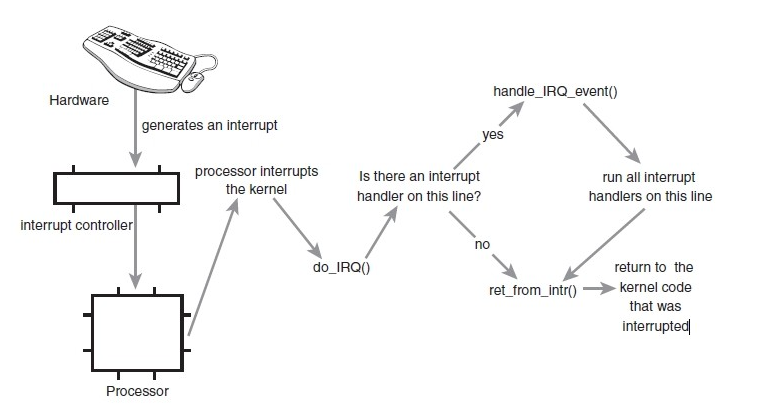 Hardware
generates an interrupt
interrupt controller
Processor
processor interrupts
the kernel
do_IRQ()
Is there an interrupt
handler on this line?
yes
no
handle_IRQ_event()
run all interrupt
handlers on this line
ret_from_intr()
return to the
kernel code
that was
interrupted